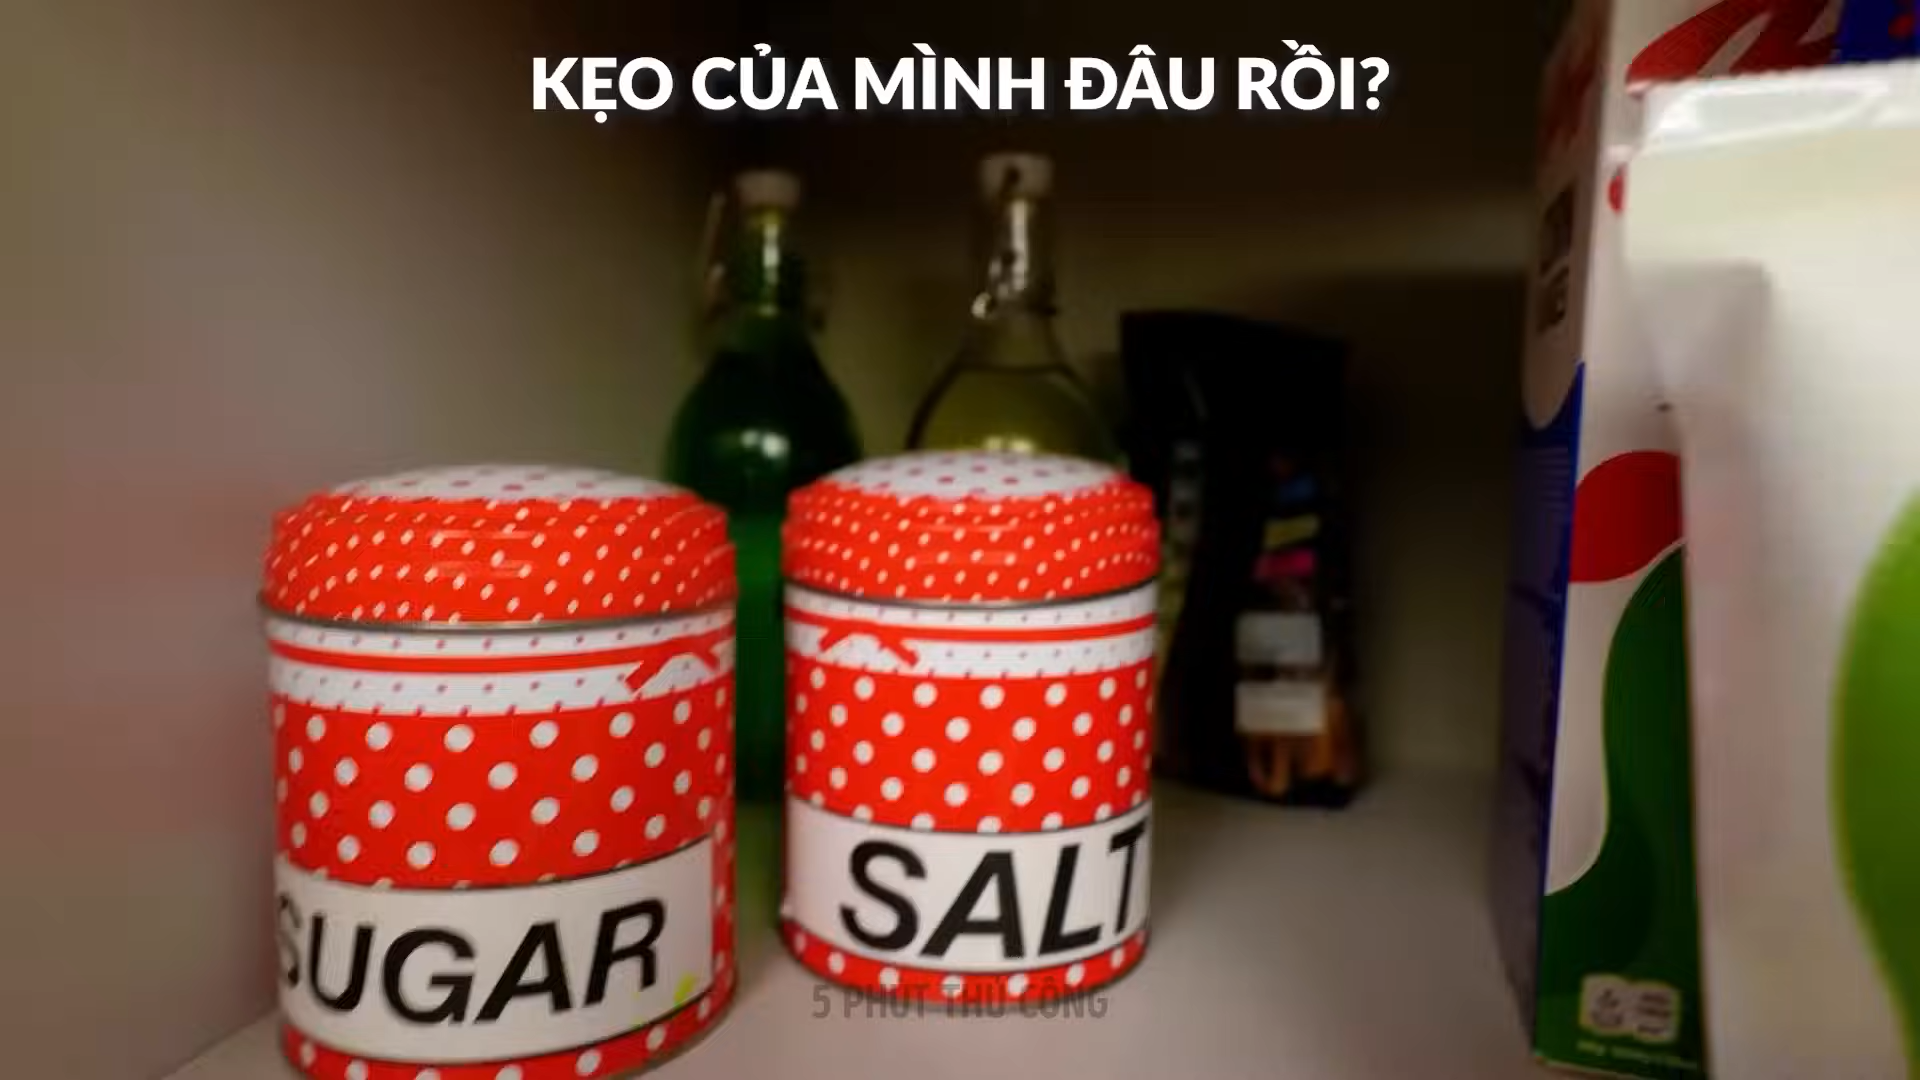 KẸO CỦA MÌNH ĐÂU RỒI?
SUGAR
SALT
5 PHÚT THỦ CÔNG